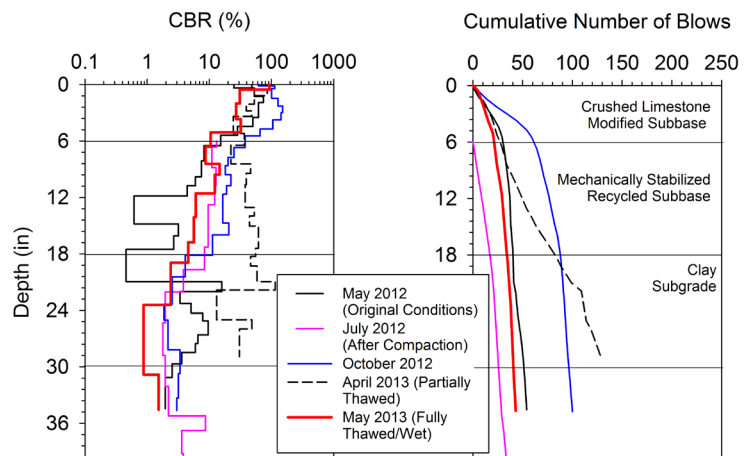 CBR (%)
0.1 1 10 100 1000
0
6
12
18
24
30
36
Depth (in)
Cumulative Number of Blows
0 50 100 150 200 250
0
6
12
18
24
30
36
Crushed Limestone
Modified Subbase
Mechanically Stabilized
Recycled Subbase
Clay
Subgrade
May 2012
(Original Conditions)
July 2012
(After Compaction)
October 2012
April 2013 (Partially
Thawed)
May 2013 (Fully
Thawed/Wet)